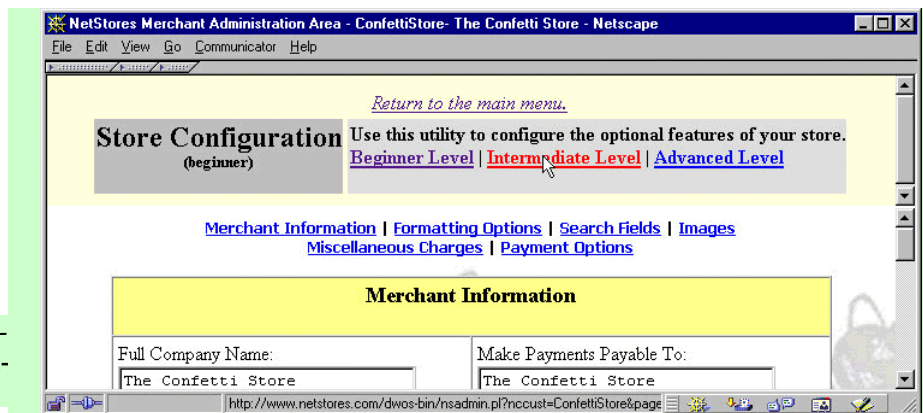 NetStores Merchant Administration Area - ConfettiStore- The Confetti Store - Netscape
File Edit View Go Communicator Help
Return to the main menu.
Store Configuration
(beginner)
Use this utility to configure the optional features of your store.
Beginner Level | Intermediate Level | Advanced Level
Merchant Information | Formatting Options | Search Fields | Images
Miscellaneous Charges | Payment Options
Merchant Information
Full Company Name:
Make Payments Payable To:
The Confetti Store
The Confetti Store
http://www.netstores.com/dwos-bin/nsadmin.pl?nccust=ConfettiStore&page